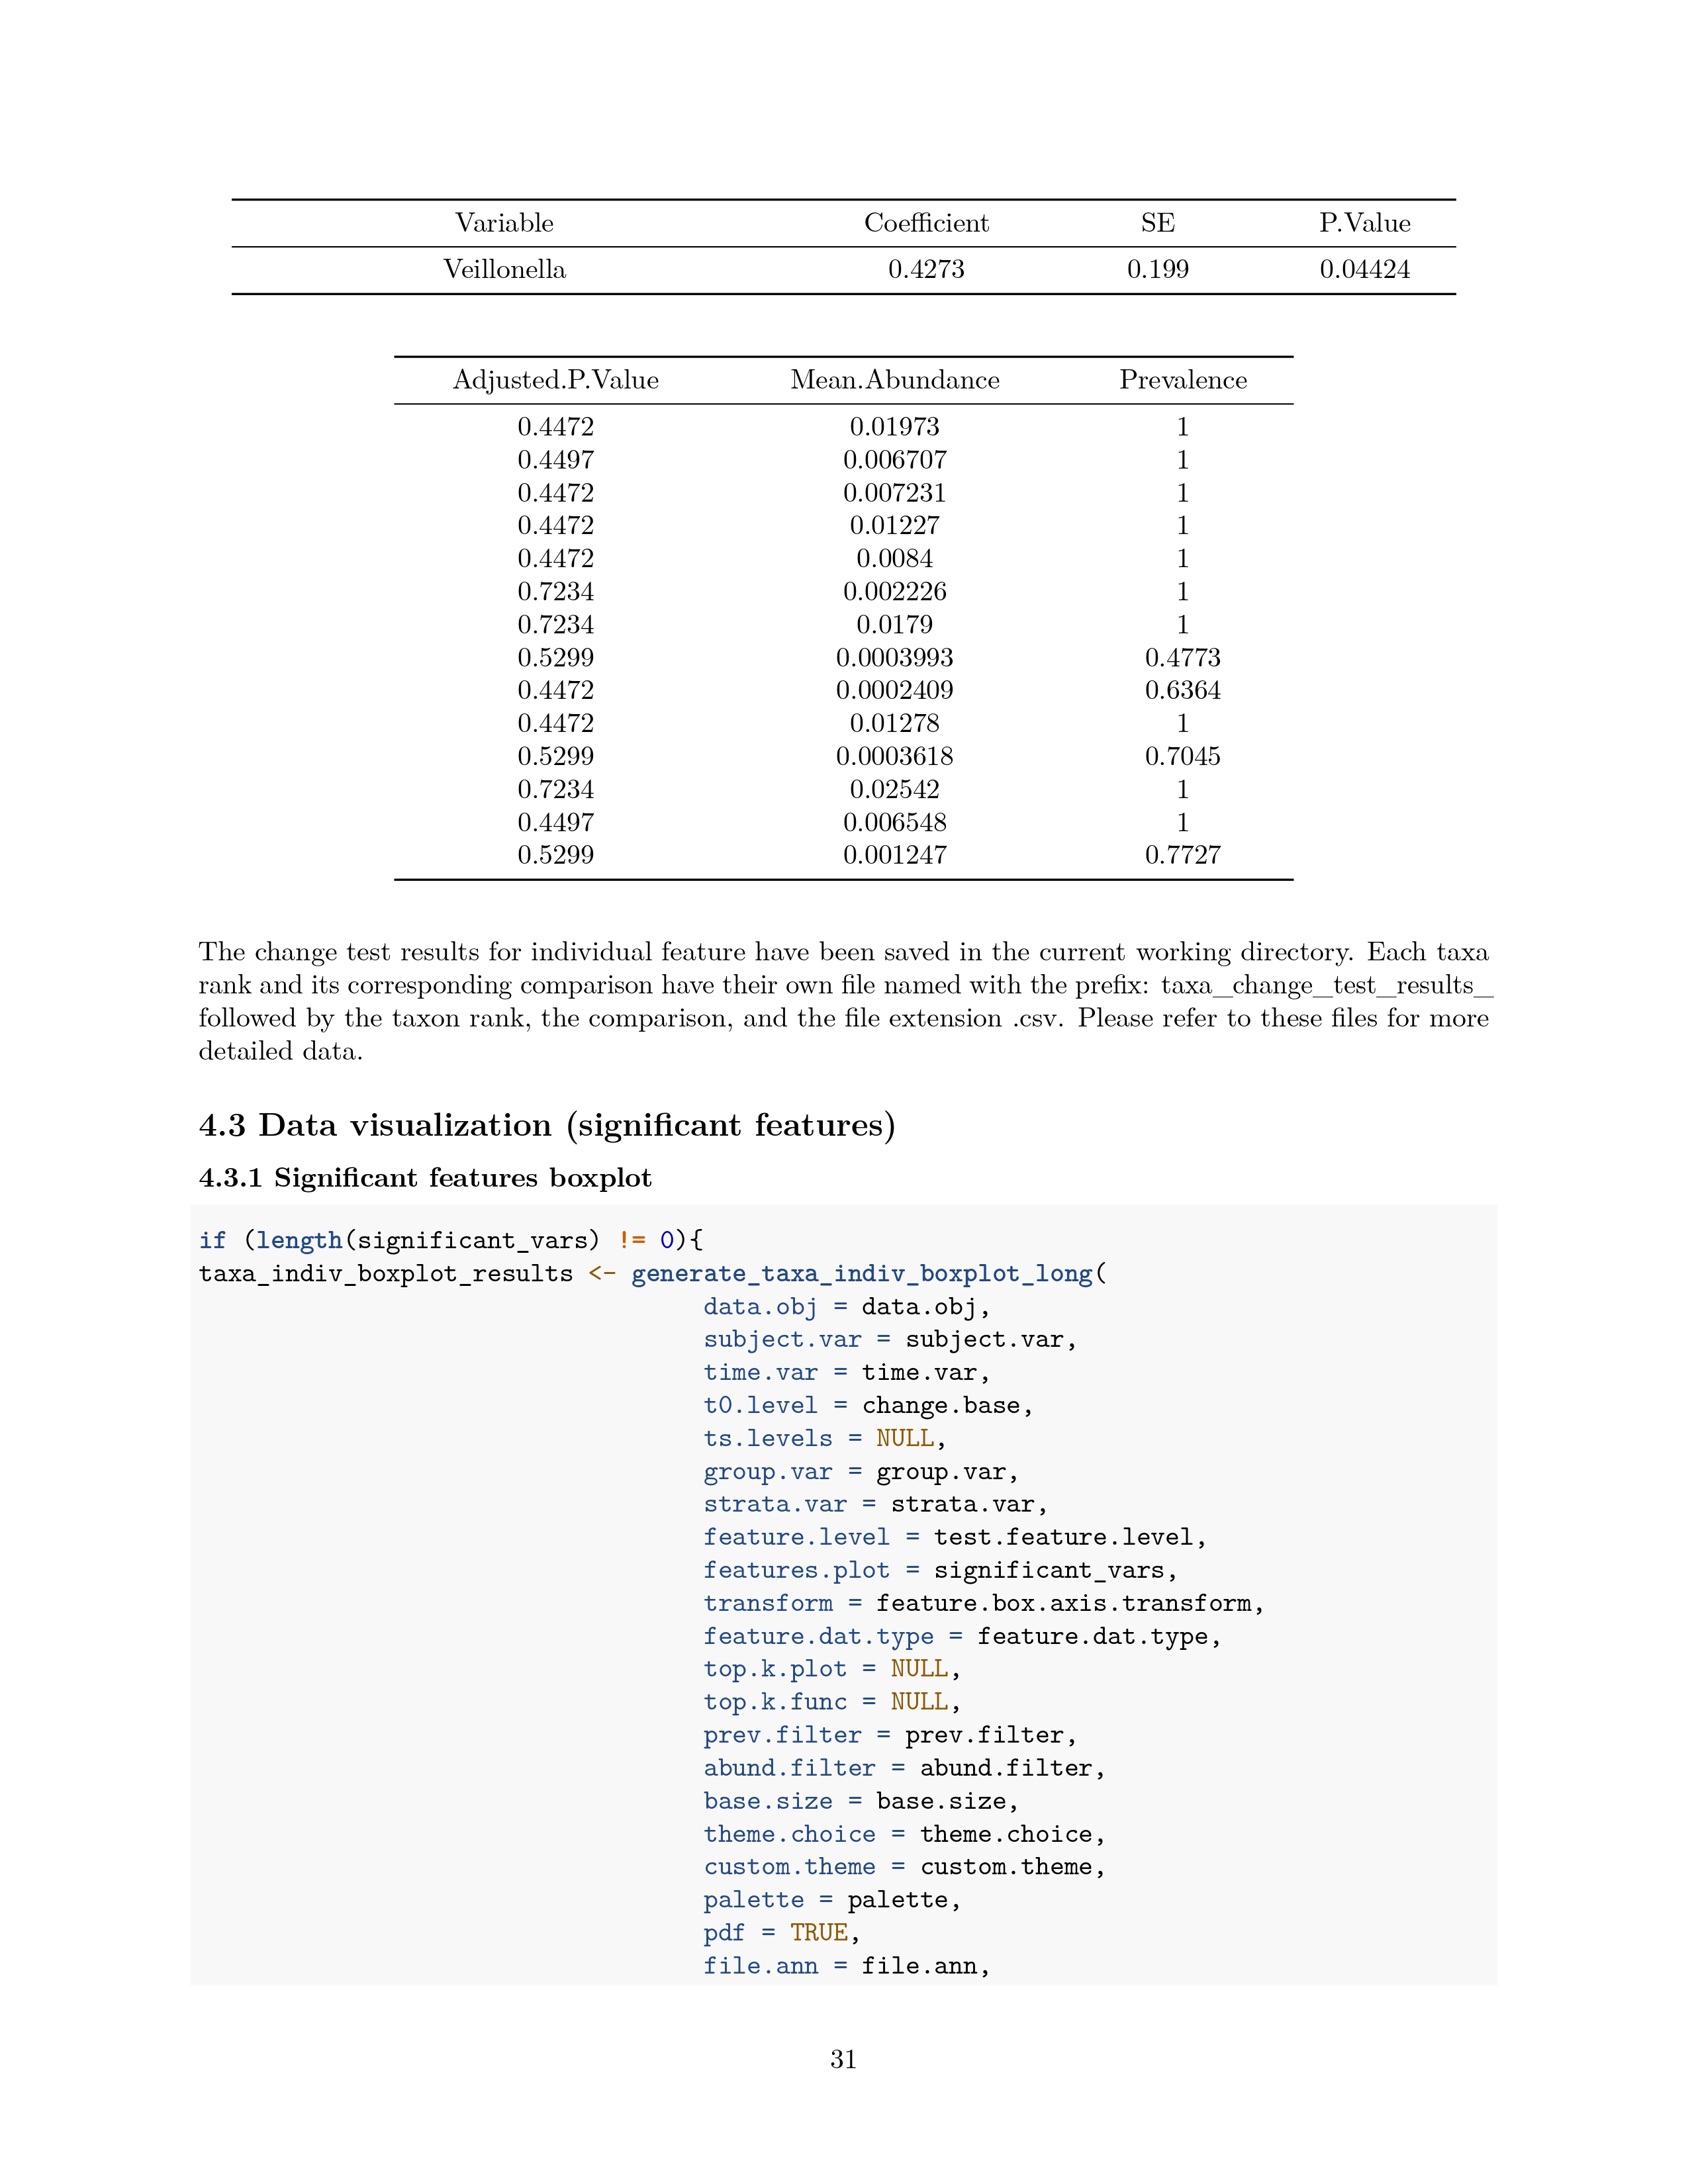 Variable Coefficient SE P.Value
Veillonella 0.4273 0.199 0.04424
Adjusted.P.Value Mean.Abundance Prevalence
0.4472 0.01973 1
0.4497 0.006707 1
0.4472 0.007231 1
0.4472 0.01227 1
0.4472 0.0084 1
0.7234 0.002226 1
0.7234 0.0179 1
0.5299 0.0003993 0.4773
0.4472 0.0002409 0.6364
0.4472 0.01278 1
0.5299 0.0003618 0.7045
0.7234 0.02542 1
0.4497 0.006548 1
0.5299 0.001247 0.7727
The change test results for individual feature have been saved in the current working directory. Each taxa
rank and its corresponding comparison have their own file named with the prefix: taxa_change_test_results_
followed by the taxon rank, the comparison, and the file extension .csv. Please refer to these files for more
detailed data.
4.3 Data visualization (significant features)
4.3.1 Significant features boxplot
if (length(significant_vars) != 0){
taxa_indiv_boxplot_results <- generate_taxa_indiv_boxplot_long(
data.obj = data.obj,
subject.var = subject.var,
time.var = time.var,
t0.level = change.base,
ts.levels = NULL,
group.var = group.var,
strata.var = strata.var,
feature.level = test.feature.level,
features.plot = significant_vars,
transform = feature.box.axis.transform,
feature.dat.type = feature.dat.type,
top.k.plot = NULL,
top.k.func = NULL,
prev.filter = prev.filter,
abund.filter = abund.filter,
base.size = base.size,
theme.choice = theme.choice,
custom.theme = custom.theme,
palette = palette,
pdf = TRUE,
file.ann = file.ann,
31